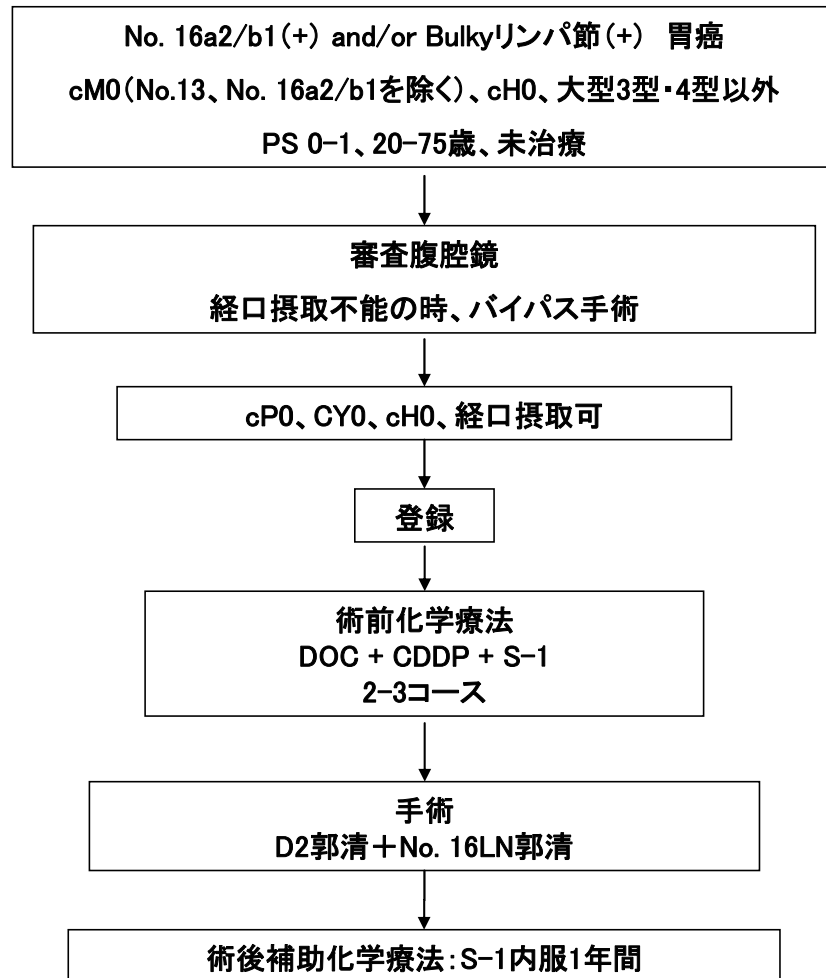 No. 16a2/b1(+) and/or Bulkyリンパ節(+) 胃癌
cM0(No.13、No. 16a2/b1を除く)、cH0、大型3型・4型以外
PS 0-1、20-75歳、未治療
審査腹腔鏡
経口摂取不能の時、バイパス手術
cP0、CY0、cH0、経口摂取可
登録
術前化学療法
DOC + CDDP + S-1
2-3コース
手術
D2郭清＋No. 16LN郭清
術後補助化学療法:S-1内服1年間